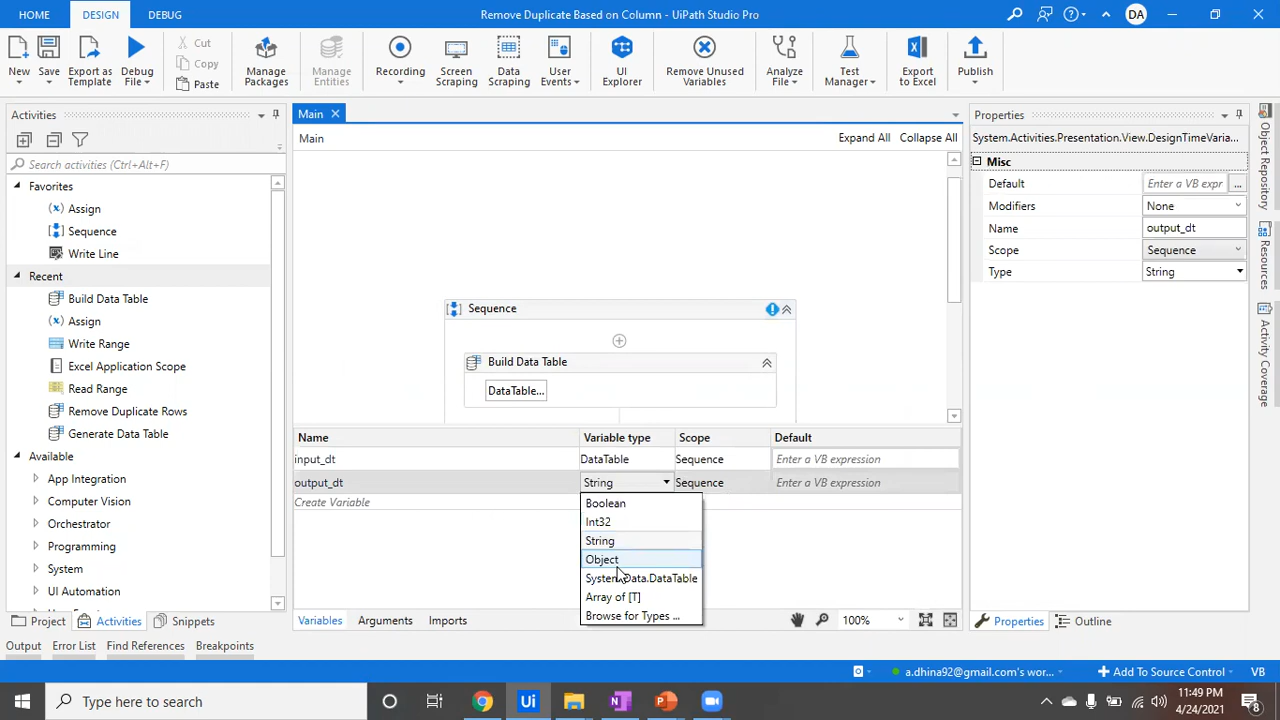 HOME DESIGN DEBUG Remove Duplicate Based on Column - UiPath Studio Pro DA
New Save Export as Template Debug File Cut Copy Paste Manage Packages Manage Entities Recording Screen Scraping Data Scraping User Events UI Explorer Remove Unused Variables Analyze File Test Manager Export to Excel Publish
Activities
Search activities (Ctrl+Alt+F)
Favorites
Assign
Sequence
Write Line
Recent
Build Data Table
Assign
Write Range
Excel Application Scope
Read Range
Remove Duplicate Rows
Generate Data Table
Available
App Integration
Computer Vision
Orchestrator
Programming
System
UI Automation
Project Activities Snippets
Main
Main Expand All Collapse All
Sequence
Build Data Table
DataTable...
Name Variable type Scope Default
input_dt DataTable Sequence Enter a VB expression
output_dt String Sequence Enter a VB expression
Create Variable
Boolean
Int32
String
Object
System.Data.DataTable
Array of [T]
Browse for Types ...
Variables Arguments Imports 100%
Properties
System.Activities.Presentation.View.DesignTimeVaria...
Misc
Default Enter a VB expr ...
Modifiers None
Name output_dt
Scope Sequence
Type String
Properties Outline
Object Repository
Resources
Activity Coverage
Output Error List Find References Breakpoints
a.dhina92@gmail.com's wor... Add To Source Control VB
Type here to search Ui 11:49 PM
4/24/2021 8